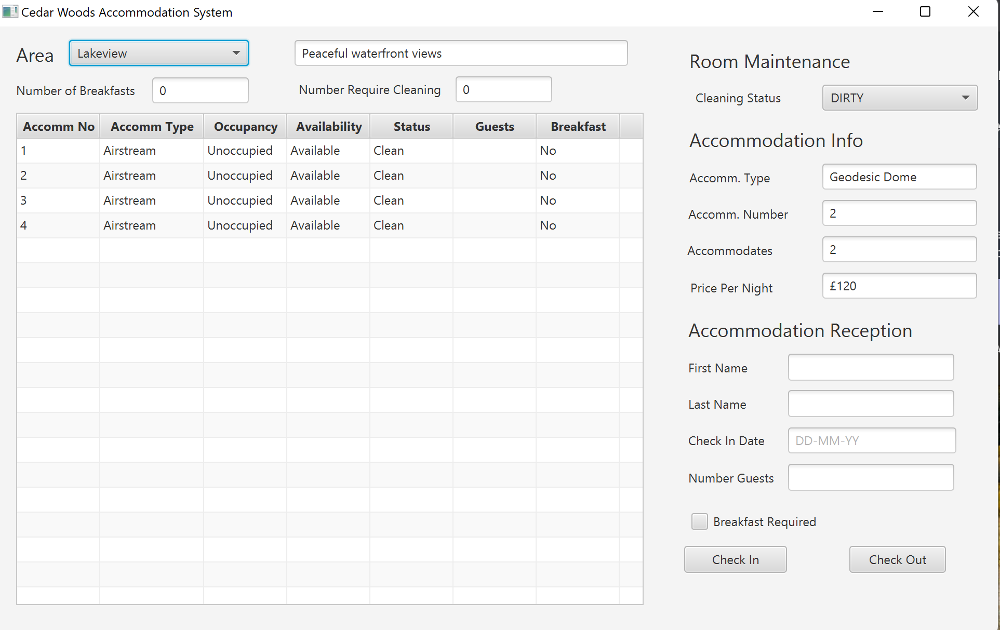 Cedar Woods Accommodation System
Area Lakeview Peaceful waterfront views
Number of Breakfasts 0 Number Require Cleaning 0
Accomm No Accomm Type Occupancy Availability Status Guests Breakfast
1 Airstream Unoccupied Available Clean No
2 Airstream Unoccupied Available Clean No
3 Airstream Unoccupied Available Clean No
4 Airstream Unoccupied Available Clean No
Room Maintenance
Cleaning Status DIRTY
Accommodation Info
Accomm. Type Geodesic Dome
Accomm. Number 2
Accommodates 2
Price Per Night £120
Accommodation Reception
First Name
Last Name
Check In Date DD-MM-YY
Number Guests
Breakfast Required
Check In Check Out